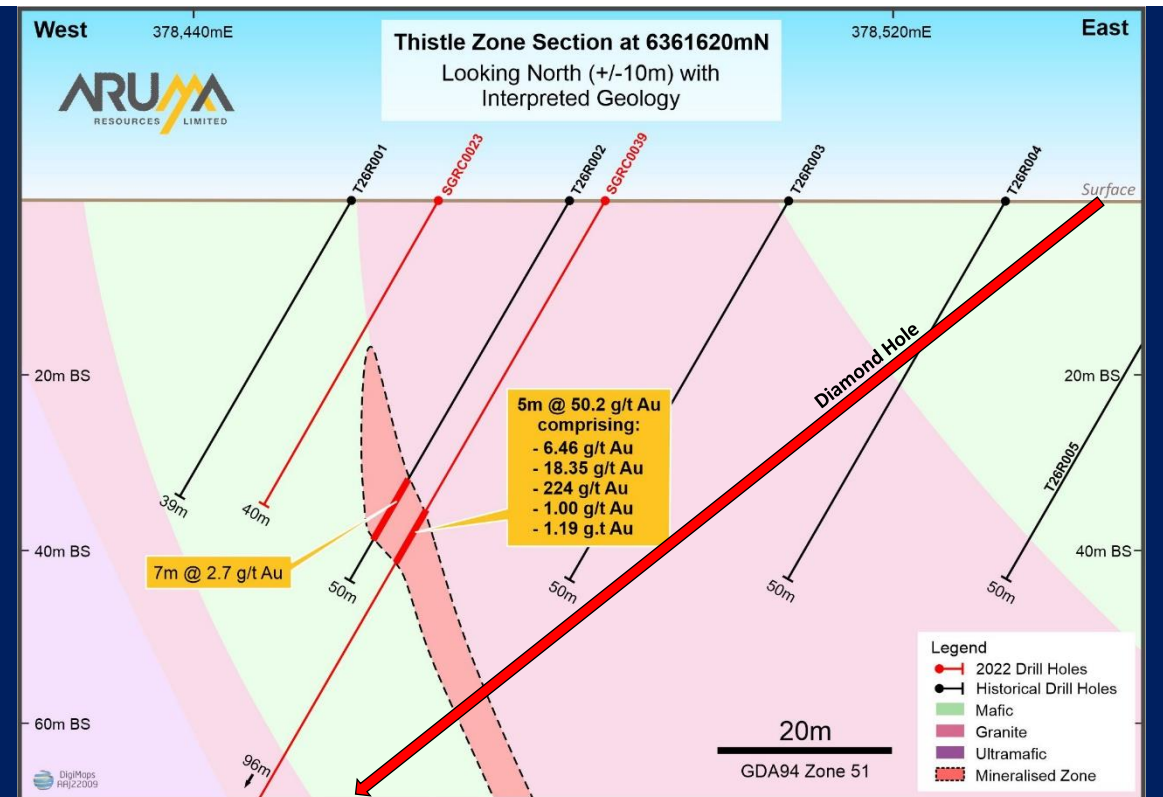 West
378,440mE
Thistle Zone Section at 6361620mN
Looking North (+/-10m) with
Interpreted Geology
378,520mE
East
ARUMA
RESOURCES LIMITED
T26R001
SGRC0023
T26R002
SGRC0039
T26R003
T26R004
Surface
Diamond Hole
20m BS
20m BS
5m @ 50.2 g/t Au
comprising:
- 6.46 g/t Au
- 18.35 g/t Au
- 224 g/t Au
- 1.00 g/t Au
- 1.19 g.t Au
T26R005
39m
40m
40m BS
7m @ 2.7 g/t Au
50m
50m
50m
50m
40m BS
Legend
2022 Drill Holes
Historical Drill Holes
Mafic
Granite
Ultramafic
Mineralised Zone
60m BS
96m
20m
GDA94 Zone 51
DigiMaps
ARJ22009